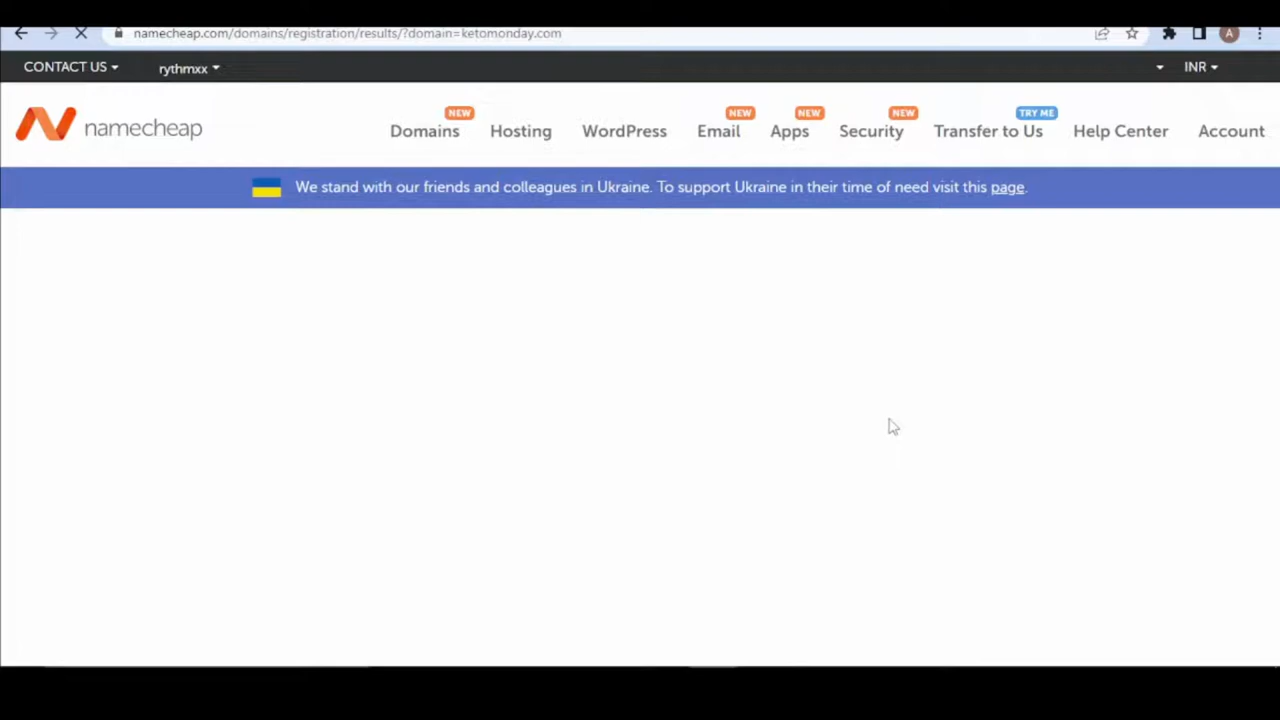 namecheap.com/domains/registration/results/?domain=ketomonday.com
A
CONTACT US
rythmxx
INR
namecheap
NEW
NEW
NEW
NEW
TRY ME
Domains
Hosting
WordPress
Email
Apps
Security
Transfer to Us
Help Center
Account
We stand with our friends and colleagues in Ukraine. To support Ukraine in their time of need visit this page.